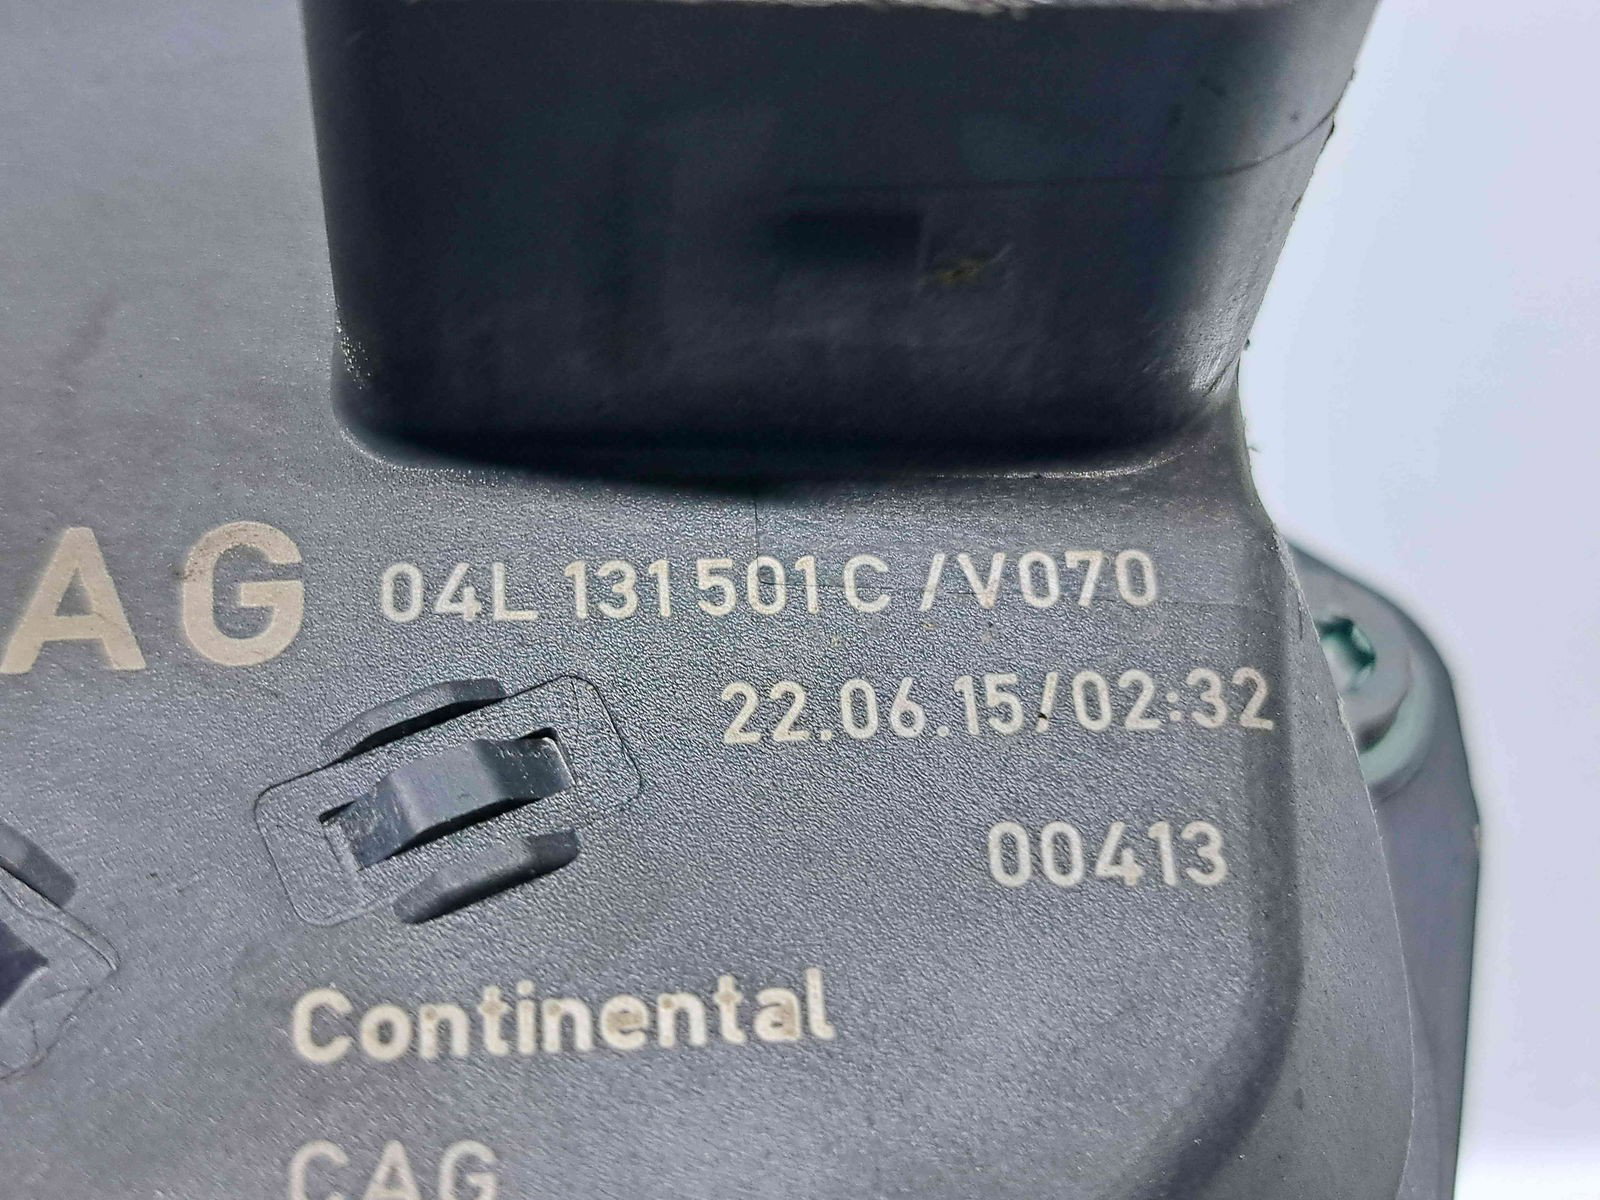 AG 04L 131 501 C /V070
22.06.15/02:32
00413
Continental
CAG